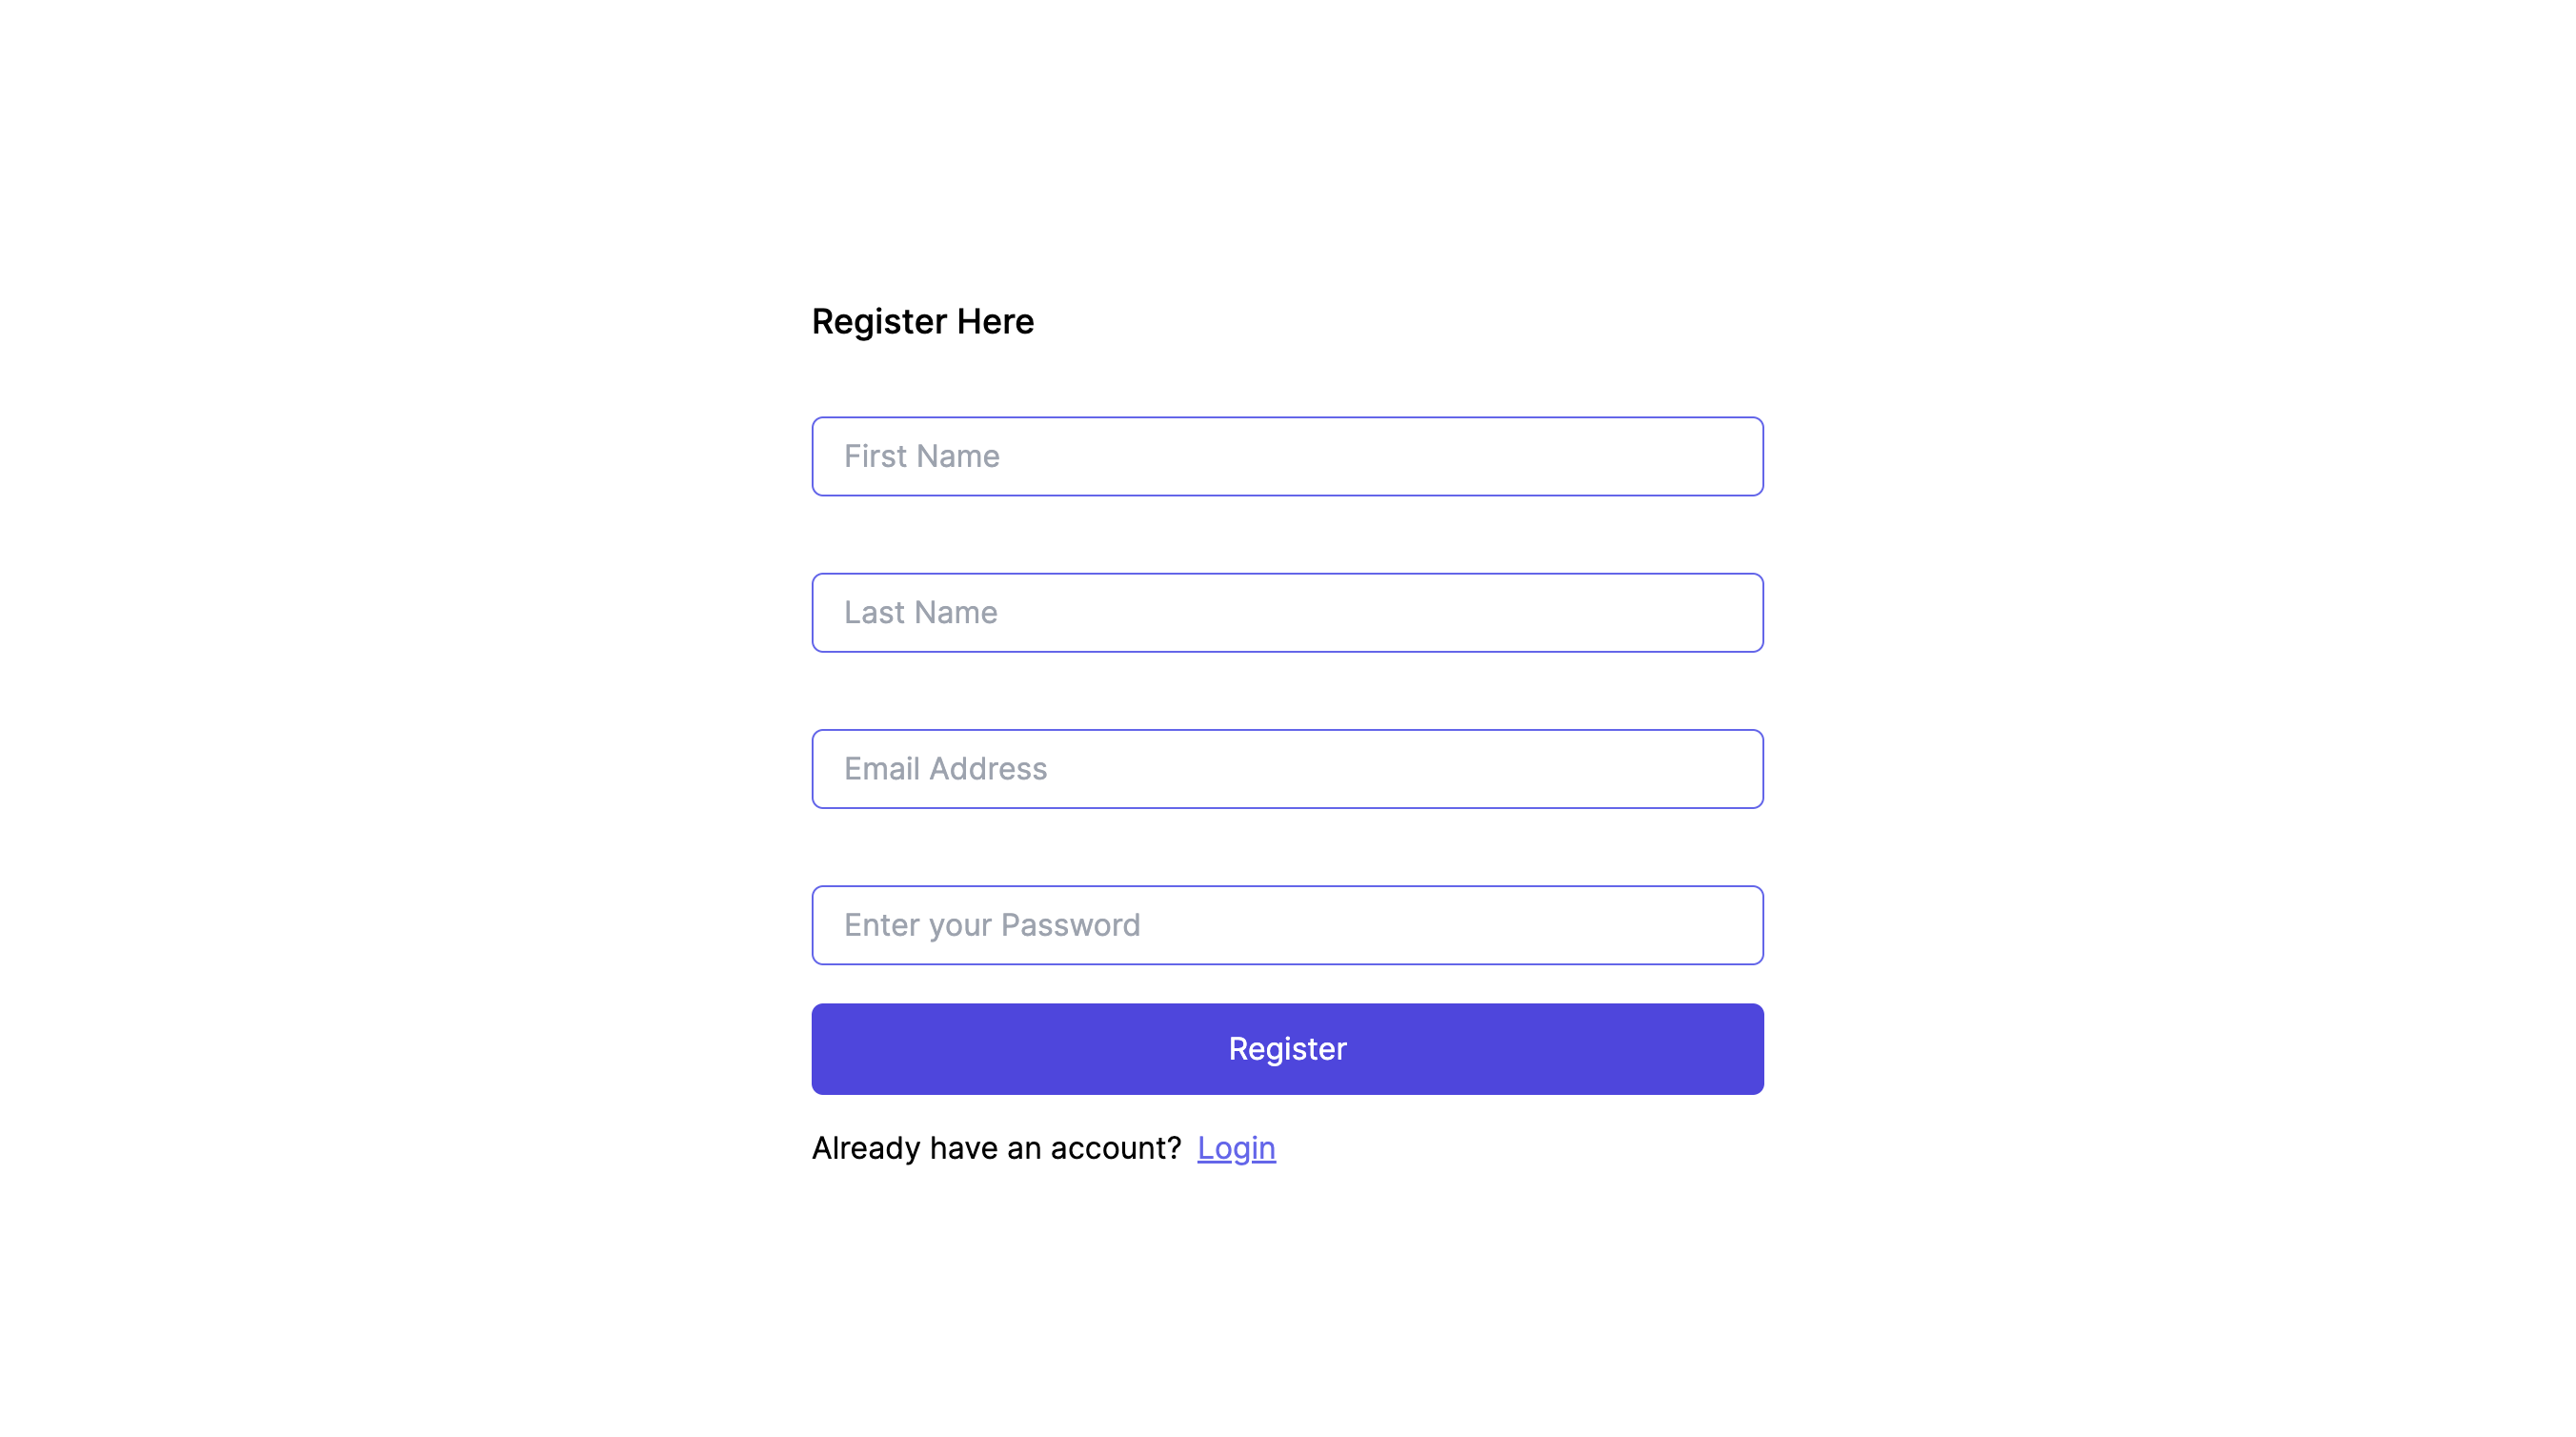 Register Here
First Name
Last Name
Email Address
Enter your Password
Register
Already have an account? Login